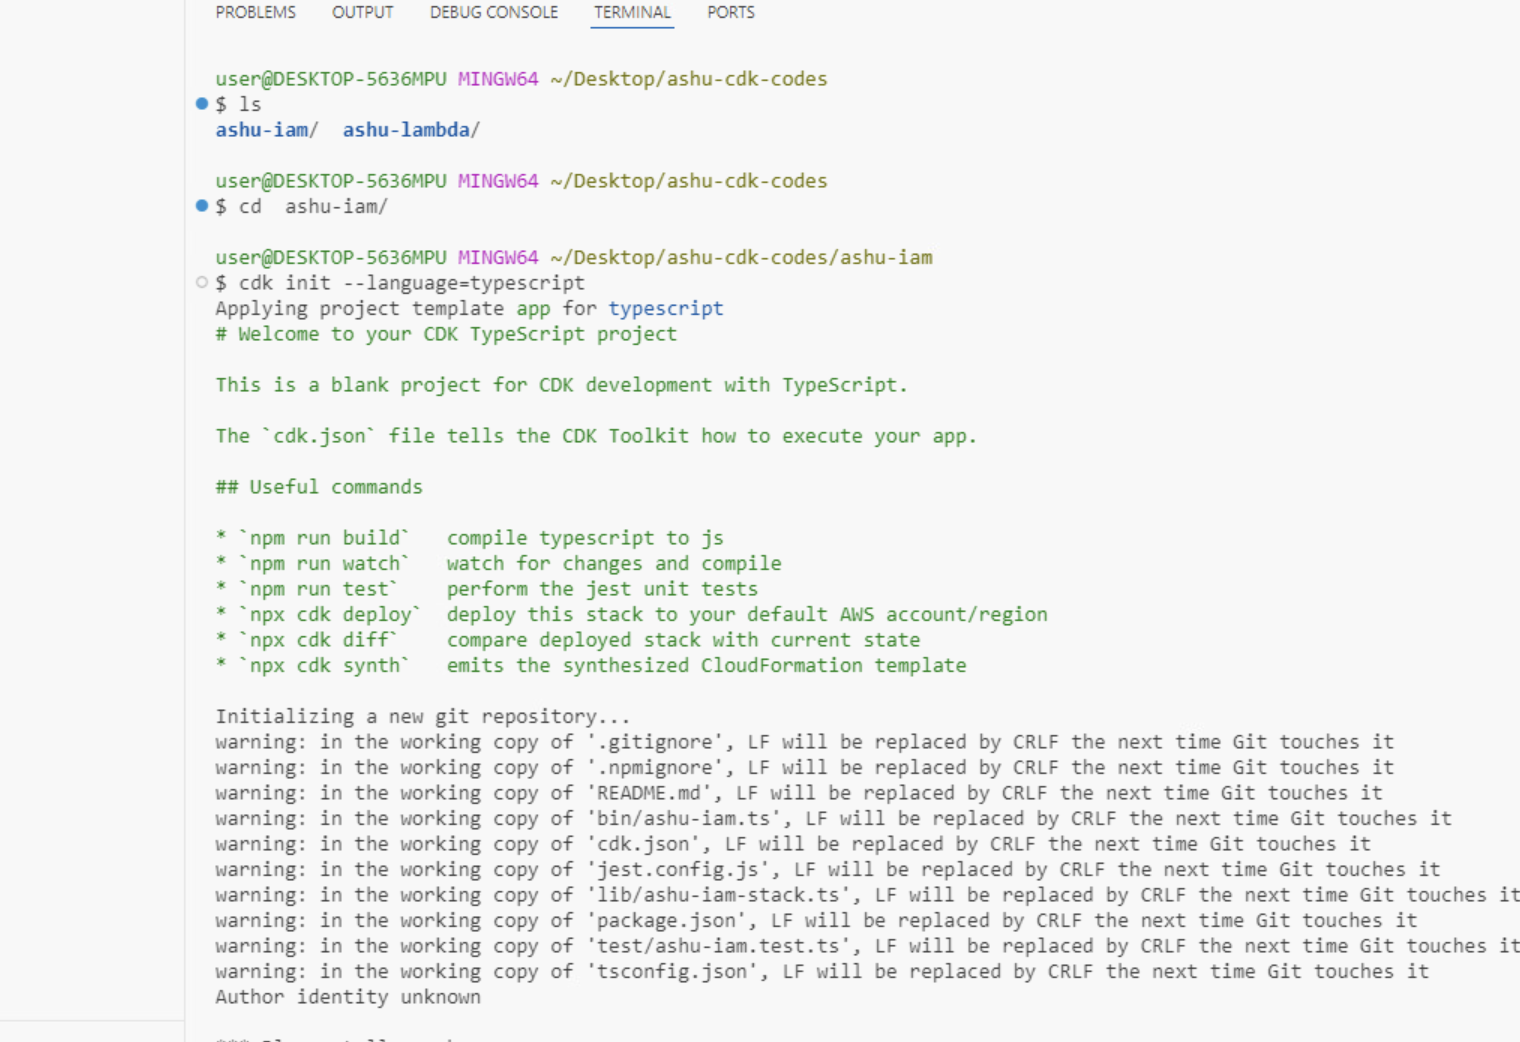 PROBLEMS OUTPUT DEBUG CONSOLE TERMINAL PORTS
user@DESKTOP-5636MPU MINGW64 ~/Desktop/ashu-cdk-codes
$ ls
ashu-iam/  ashu-lambda/
user@DESKTOP-5636MPU MINGW64 ~/Desktop/ashu-cdk-codes
$ cd  ashu-iam/
user@DESKTOP-5636MPU MINGW64 ~/Desktop/ashu-cdk-codes/ashu-iam
$ cdk init --language=typescript
Applying project template app for typescript
# Welcome to your CDK TypeScript project
This is a blank project for CDK development with TypeScript.
The `cdk.json` file tells the CDK Toolkit how to execute your app.
## Useful commands
* `npm run build`   compile typescript to js
* `npm run watch`   watch for changes and compile
* `npm run test`    perform the jest unit tests
* `npx cdk deploy`  deploy this stack to your default AWS account/region
* `npx cdk diff`    compare deployed stack with current state
* `npx cdk synth`   emits the synthesized CloudFormation template
Initializing a new git repository...
warning: in the working copy of '.gitignore', LF will be replaced by CRLF the next time Git touches it
warning: in the working copy of '.npmignore', LF will be replaced by CRLF the next time Git touches it
warning: in the working copy of 'README.md', LF will be replaced by CRLF the next time Git touches it
warning: in the working copy of 'bin/ashu-iam.ts', LF will be replaced by CRLF the next time Git touches it
warning: in the working copy of 'cdk.json', LF will be replaced by CRLF the next time Git touches it
warning: in the working copy of 'jest.config.js', LF will be replaced by CRLF the next time Git touches it
warning: in the working copy of 'lib/ashu-iam-stack.ts', LF will be replaced by CRLF the next time Git touches it
warning: in the working copy of 'package.json', LF will be replaced by CRLF the next time Git touches it
warning: in the working copy of 'test/ashu-iam.test.ts', LF will be replaced by CRLF the next time Git touches it
warning: in the working copy of 'tsconfig.json', LF will be replaced by CRLF the next time Git touches it
Author identity unknown